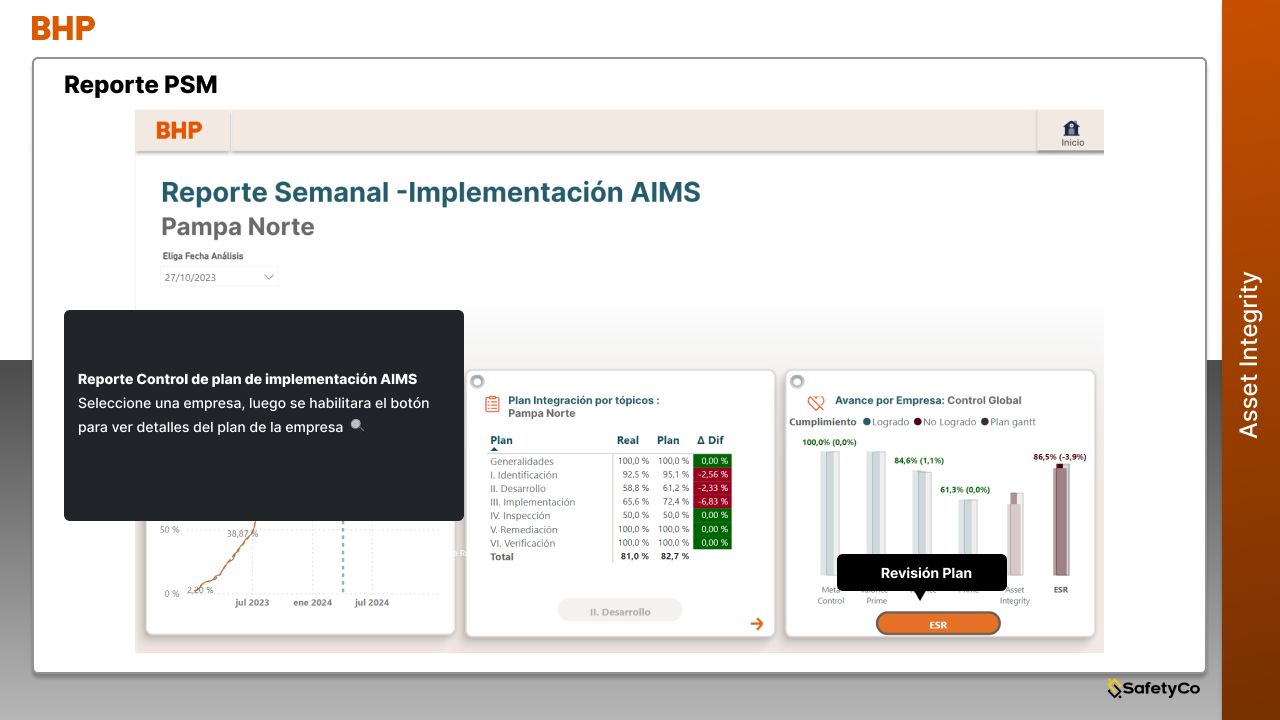 BHP
Reporte PSM
BHP
Inicio
Reporte Semanal -Implementación AIMS
Pampa Norte
Eliga Fecha Análisis
27/10/2023
Reporte Control de plan de implementación AIMS
Seleccione una empresa, luego se habilitara el botón
para ver detalles del plan de la empresa
50 %
38,87 %
0 %
2,20 %
jul 2023 ene 2024 jul 2024
Plan Integración por tópicos :
Pampa Norte
Plan Real Plan Δ Dif
Generalidades 100,0 % 100,0 % 0,00 %
I. Identificación 92,5 % 95,1 % -2,56 %
II. Desarrollo 58,8 % 61,2 % -2,33 %
III. Implementación 65,6 % 72,4 % -6,83 %
IV. Inspección 50,0 % 50,0 % 0,00 %
V. Remediación 100,0 % 100,0 % 0,00 %
VI. Verificación 100,0 % 100,0 % 0,00 %
Total 81,0 % 82,7 %
II. Desarrollo
Avance por Empresa: Control Global
Cumplimiento Logrado No Logrado Plan gantt
100,0% (0,0%)
84,6% (1,1%)
61,3% (0,0%)
86,5% (-3,9%)
Revisión Plan
Meta
Control
Prime
Asset
Integrity
ESR
ESR
Asset Integrity
SafetyCo